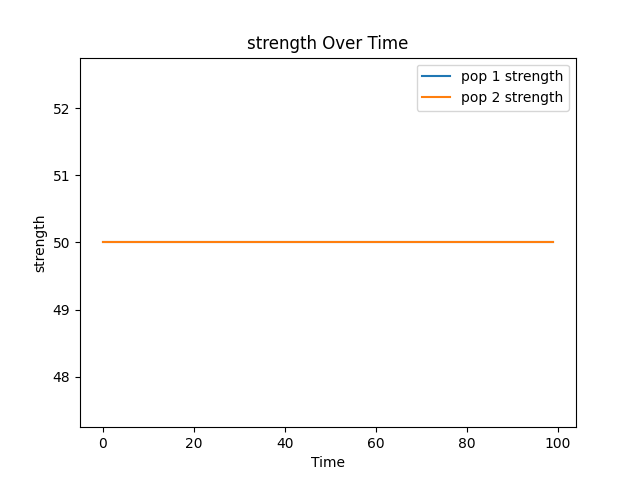 strength Over Time
pop 1 strength
pop 2 strength
52
51
50
49
48
strength
0 20 40 60 80 100
Time